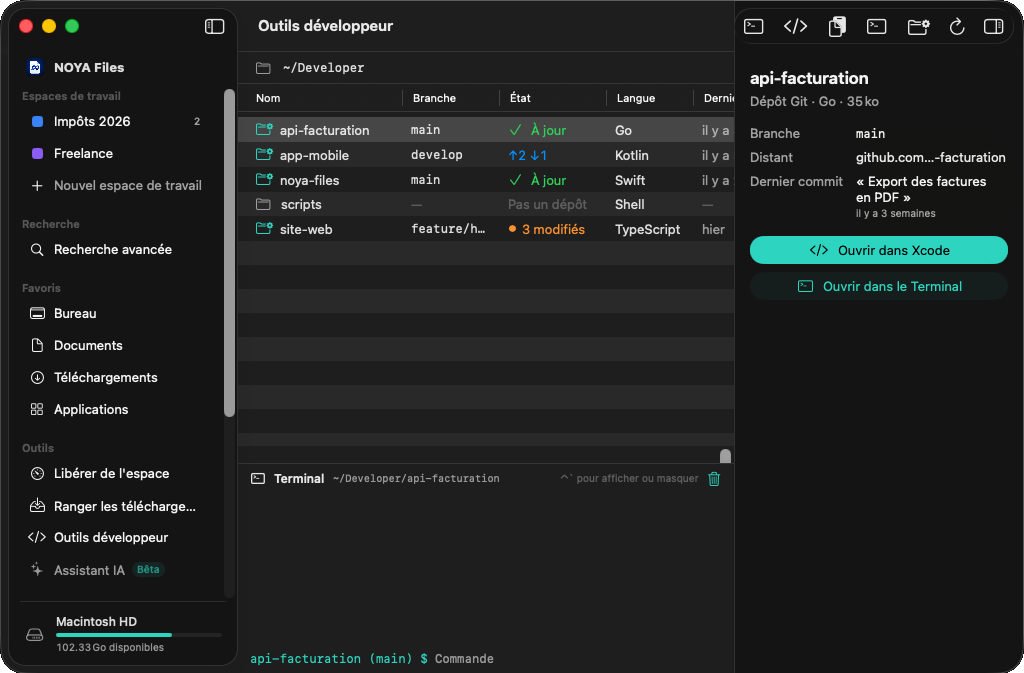 NOYA Files
Espaces de travail
Impôts 2026 2
Freelance
Nouvel espace de travail
Recherche
Recherche avancée
Favoris
Bureau
Documents
Téléchargements
Applications
Outils
Libérer de l'espace
Ranger les télécharge...
Outils développeur
Assistant IA Bêta
Macintosh HD
102.33 Go disponibles
Outils développeur
~/Developer
Nom Branche État Langue Derni
api-facturation main ✓ À jour Go il y a
app-mobile develop ↑2 ↓1 Kotlin il y a
noya-files main ✓ À jour Swift il y a
scripts — Pas un dépôt Shell —
site-web feature/h… 3 modifiés TypeScript hier
Terminal ~/Developer/api-facturation ^` pour afficher ou masquer
api-facturation (main) $ Commande
api-facturation
Dépôt Git · Go · 35 ko
Branche main
Distant github.com...-facturation
Dernier commit « Export des factures
en PDF »
il y a 3 semaines
</> Ouvrir dans Xcode
Ouvrir dans le Terminal